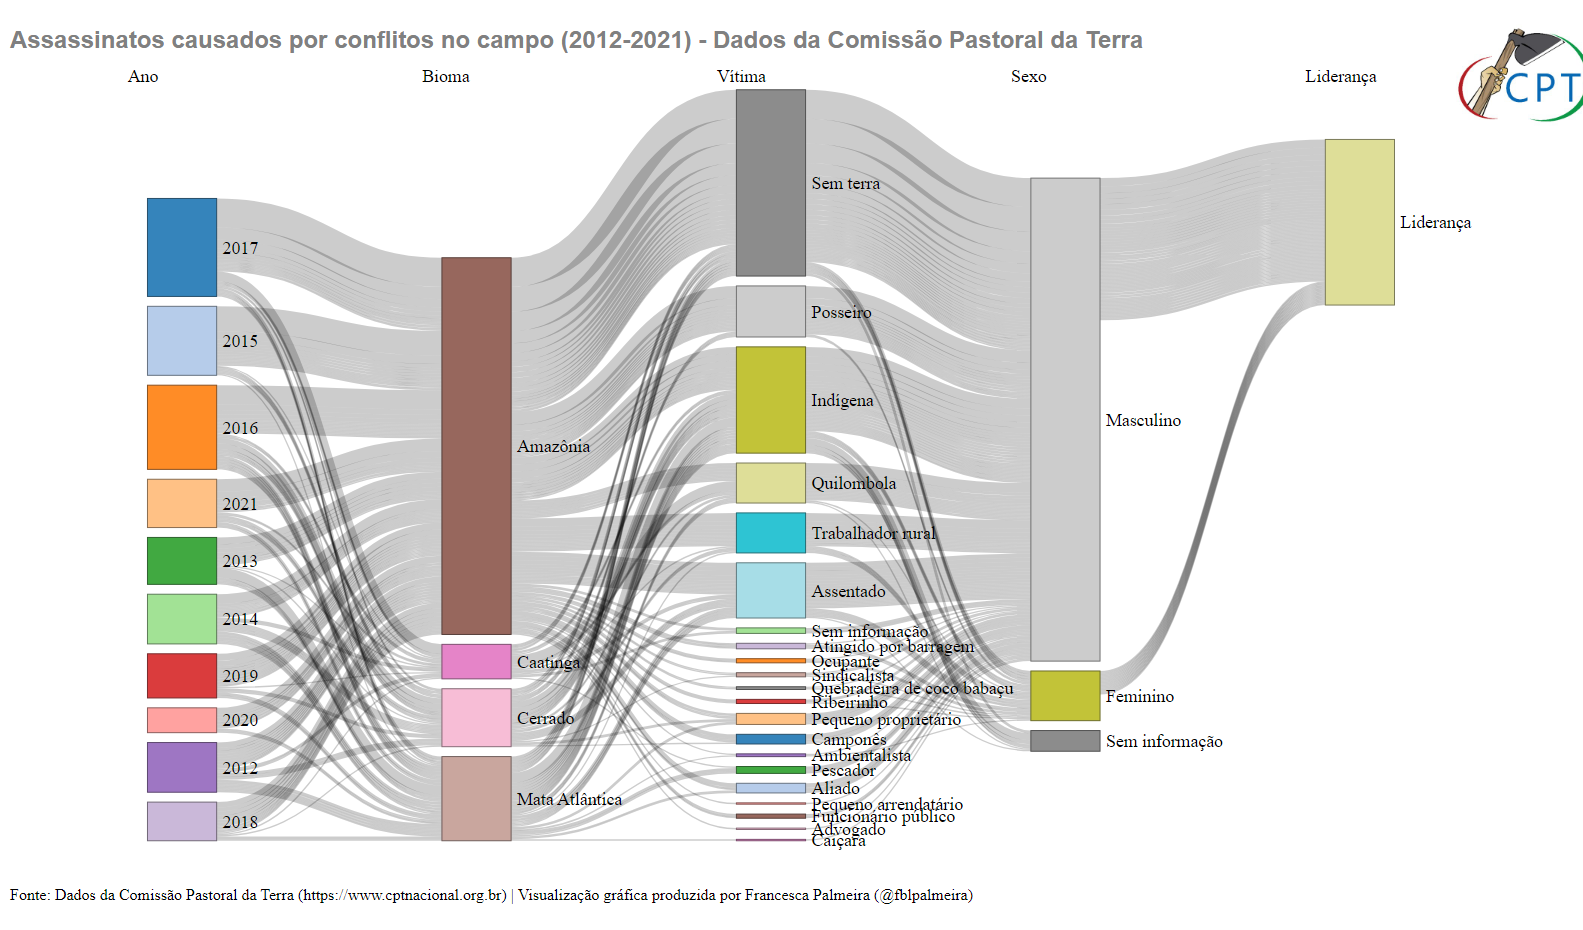 Assassinatos causados por conflitos no campo (2012-2021) - Dados da Comissão Pastoral da Terra
Ano
Bioma
Vítima
Sexo
Liderança
CPT
2017
2015
2016
2021
2013
2014
2019
2020
2012
2018
Amazônia
Caatinga
Cerrado
Mata Atlântica
Sem terra
Posseiro
Indígena
Quilombola
Trabalhador rural
Assentado
Sem informação
Atingido por barragem
Ocupante
Sindicalista
Quebradeira de coco babaçu
Ribeirinho
Pequeno proprietário
Camponês
Ambientalista
Pescador
Aliado
Pequeno arrendatário
Funcionário público
Advogado
Caiçara
Masculino
Feminino
Sem informação
Liderança
Fonte: Dados da Comissão Pastoral da Terra (https://www.cptnacional.org.br) | Visualização gráfica produzida por Francesca Palmeira (@fblpalmeira)